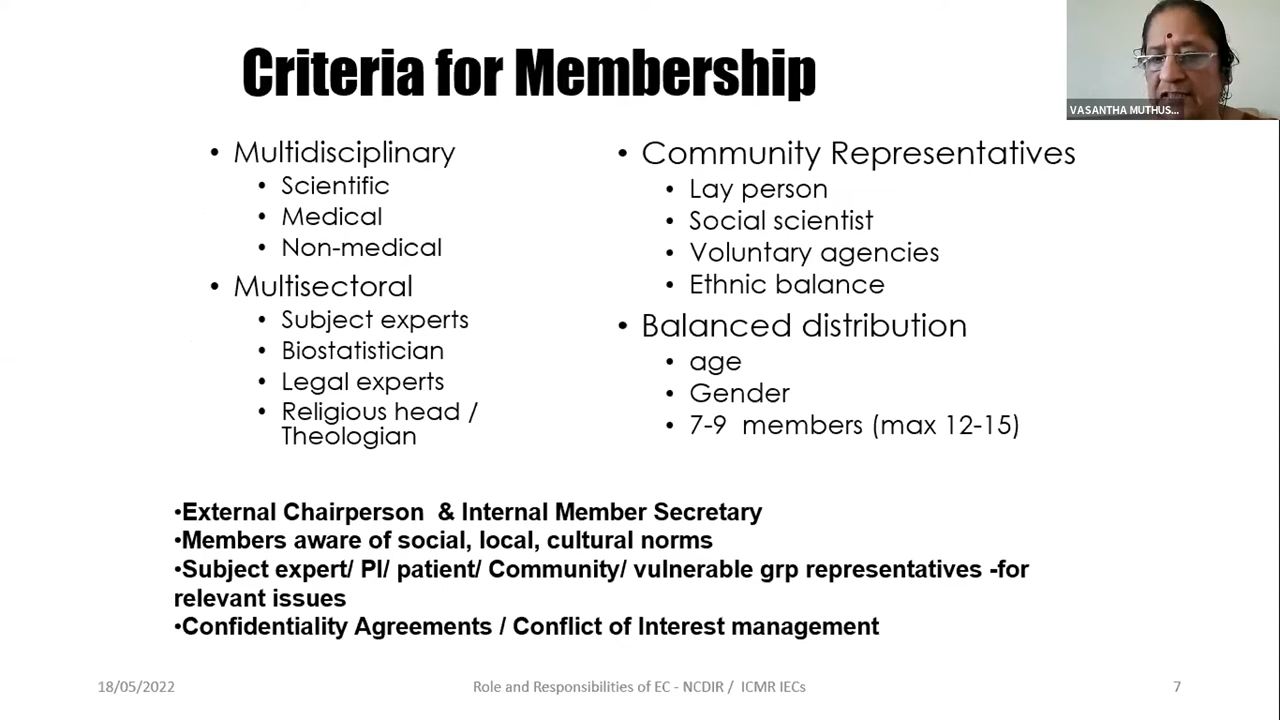 Criteria for Membership
VASANTHA MUTHUS...
• Multidisciplinary
• Scientific
• Medical
• Non-medical
• Multisectoral
• Subject experts
• Biostatistician
• Legal experts
• Religious head /
Theologian
• Community Representatives
• Lay person
• Social scientist
• Voluntary agencies
• Ethnic balance
• Balanced distribution
• age
• Gender
• 7-9 members (max 12-15)
•External Chairperson & Internal Member Secretary
•Members aware of social, local, cultural norms
•Subject expert/ PI/ patient/ Community/ vulnerable grp representatives -for
relevant issues
•Confidentiality Agreements / Conflict of Interest management
18/05/2022
Role and Responsibilities of EC - NCDIR / ICMR IECs
7